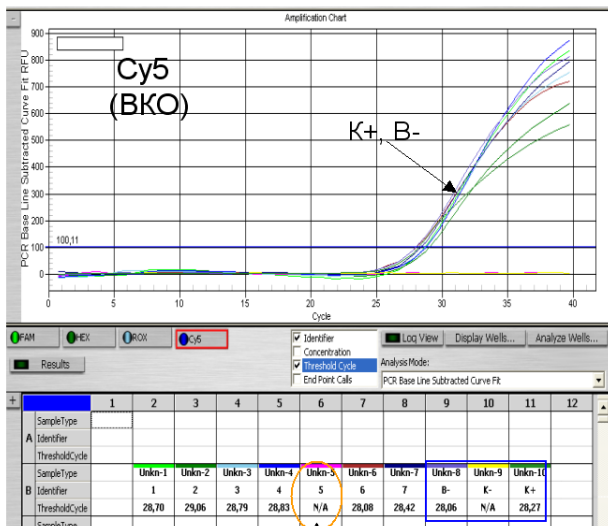 Amplification Chart
PCR Base Line Subtracted Curve Fit RFU
900
800
700
600
500
400
300
200
100
0
Cy5
(ВКО)
К+, В-
100,11
0 5 10 15 20 25 30 35 40
Cycle
FAM HEX ROX Cy5
Results
Identifier
Concentration
Threshold Cycle
End Point Calls
Log View Display Wells... Analyze Wells...
Analysis Mode:
PCR Base Line Subtracted Curve Fit
1 2 3 4 5 6 7 8 9 10 11 12
SampleType
A Identifier
ThresholdCycle
SampleType Unkn-1 Unkn-2 Unkn-3 Unkn-4 Unkn-5 Unkn-6 Unkn-7 Unkn-8 Unkn-9 Unkn-10
B Identifier 1 2 3 4 5 6 7 B- K- K+
ThresholdCycle 28,70 29,06 28,79 28,83 N/A 28,08 28,42 28,06 N/A 28,27
SampleType